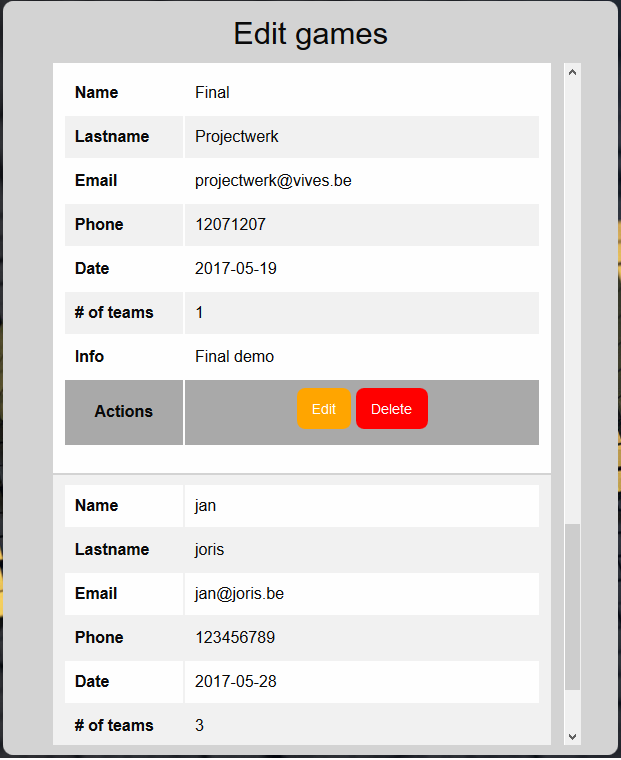 Edit games
Name Final
Lastname Projectwerk
Email projectwerk@vives.be
Phone 12071207
Date 2017-05-19
# of teams 1
Info Final demo
Actions Edit Delete
Name jan
Lastname joris
Email jan@joris.be
Phone 123456789
Date 2017-05-28
# of teams 3